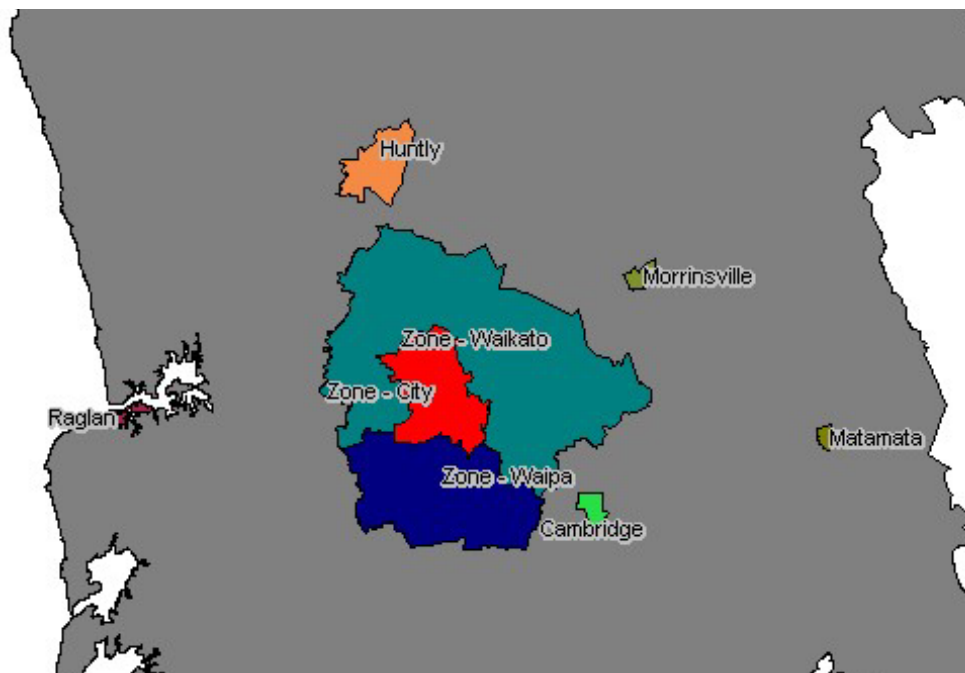 Huntly
Morrinsville
Zone - Waikato
Zone - City
Raglan
Matamata
Zone - Waipa
Cambridge